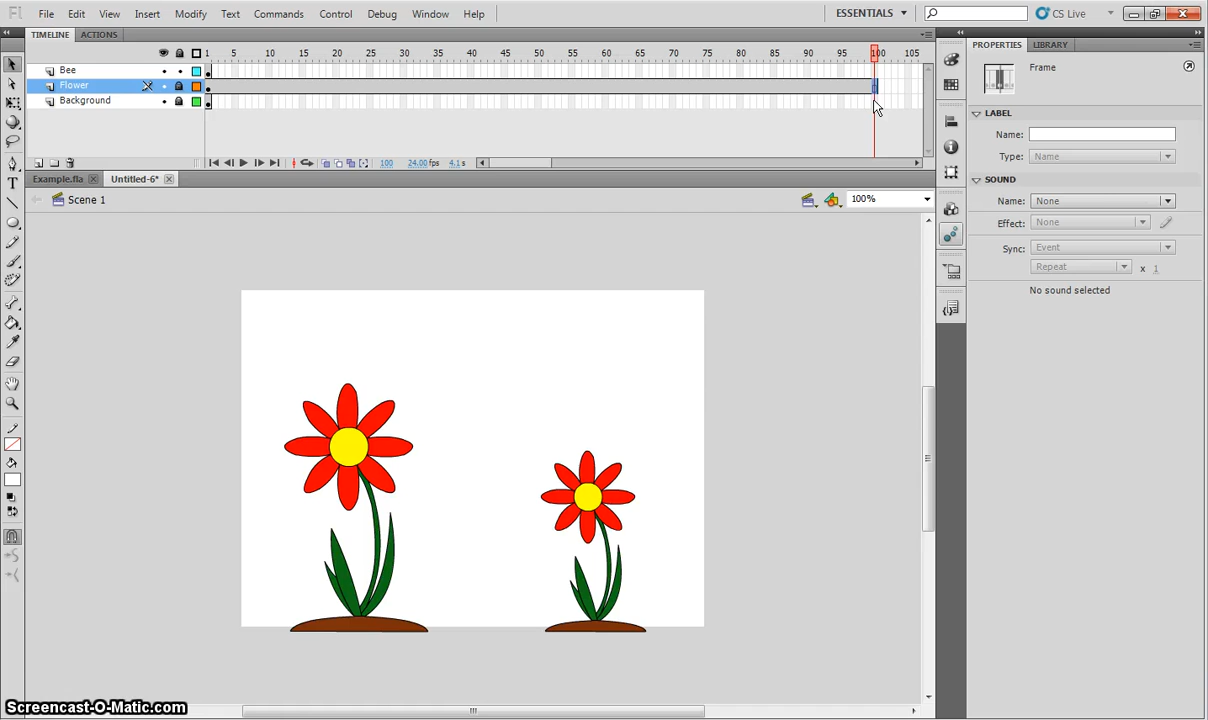 Fl File Edit View Insert Modify Text Commands Control Debug Window Help ESSENTIALS CS Live
TIMELINE ACTIONS PROPERTIES LIBRARY
1 5 10 15 20 25 30 35 40 45 50 55 60 65 70 75 80 85 90 95 100 105
Frame
Bee
Flower
Background
LABEL
Name:
Type: Name
100 24.00 fps 4.1 s
SOUND
Example.fla Untitled-6*
Name: None
Scene 1 100%
Effect: None
Sync: Event
Repeat x 1
No sound selected
T
Screencast-O-Matic.com